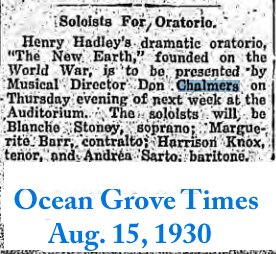 Soloists For Oratorio.
Henry Hadley's dramatic oratorio,
"The New Earth," founded on the
World War, is to be presented by
Musical Director Don Chalmers on
Thursday evening of next week at the
Auditorium. The soloists will be
Blanche Stoney, soprano; Margue-
rite Barr, contralto; Harrison Knox,
tenor, and Andrea Sarto, baritone.
Ocean Grove Times
Aug. 15, 1930